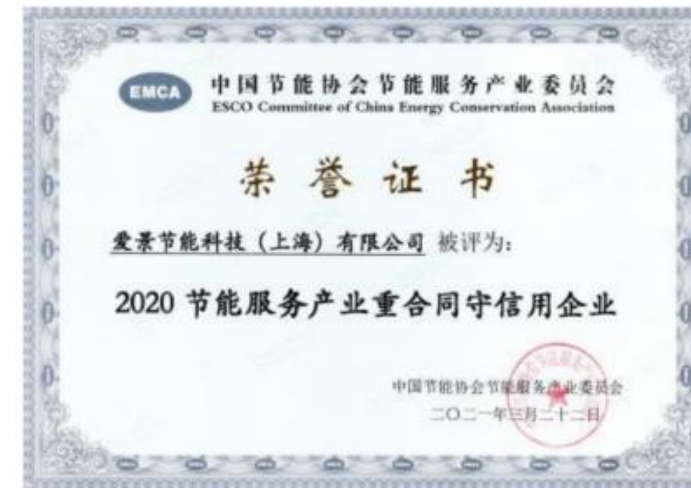 EMCA
中国节能协会节能服务产业委员会
ESCO Committee of China Energy Conservation Association
荣誉证书
爱景节能科技（上海）有限公司 被评为：
2020 节能服务产业重合同守信用企业
中国节能协会节能服务产业委员会
二〇二一年三月二十二日